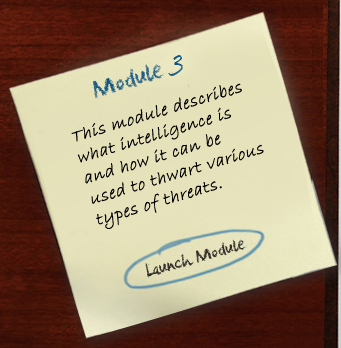 Module 3
This module describes
what intelligence is
and how it can be
used to thwart various
types of threats.
Launch Module